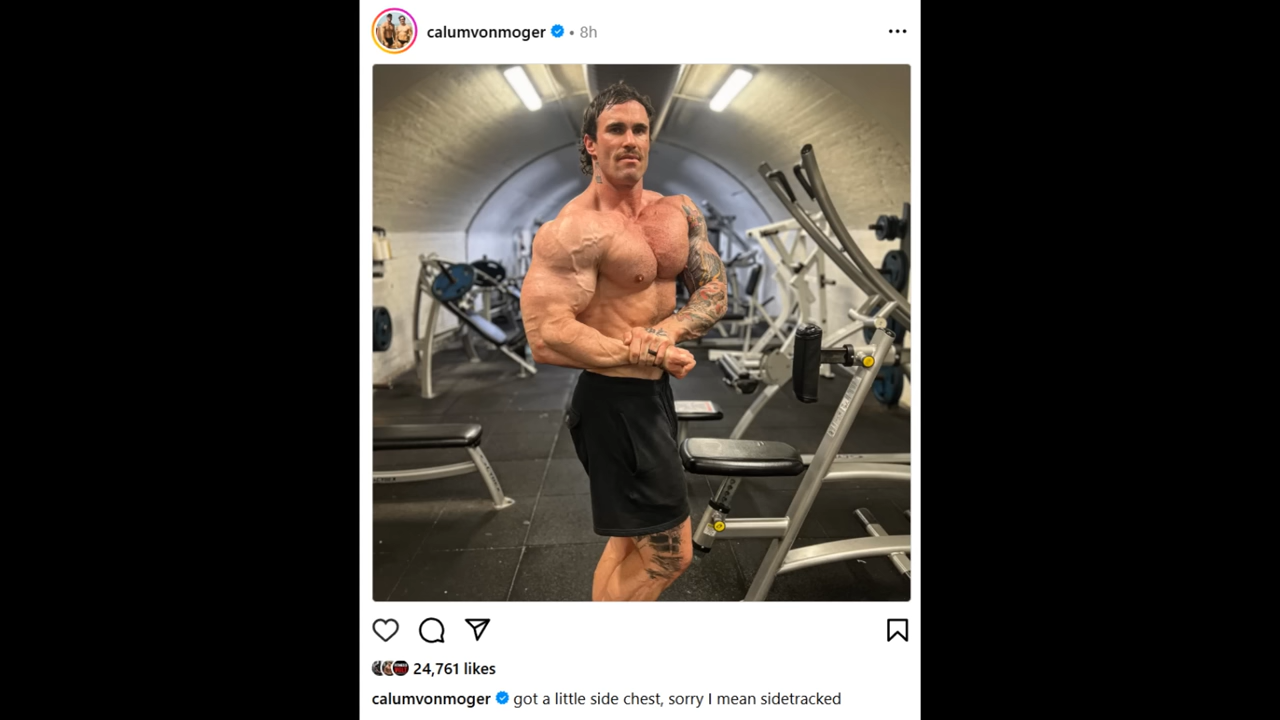 calumvonmoger • 8h
24,761 likes
calumvonmoger got a little side chest, sorry I mean sidetracked